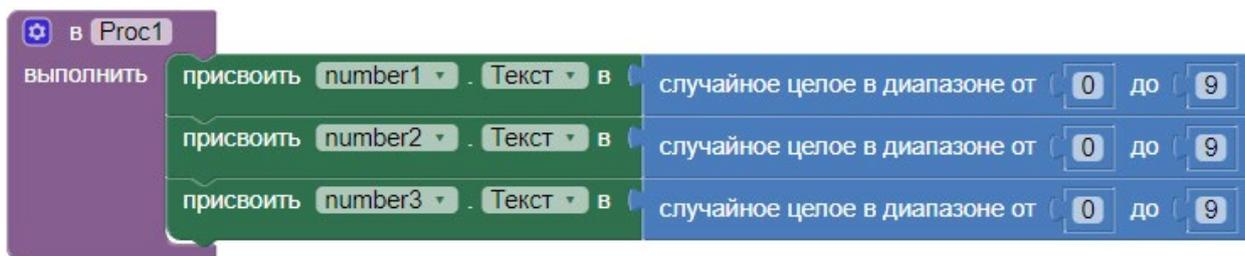 в Proc1
выполнить присвоить number1 . Текст в случайное целое в диапазоне от 0 до 9
присвоить number2 . Текст в случайное целое в диапазоне от 0 до 9
присвоить number3 . Текст в случайное целое в диапазоне от 0 до 9